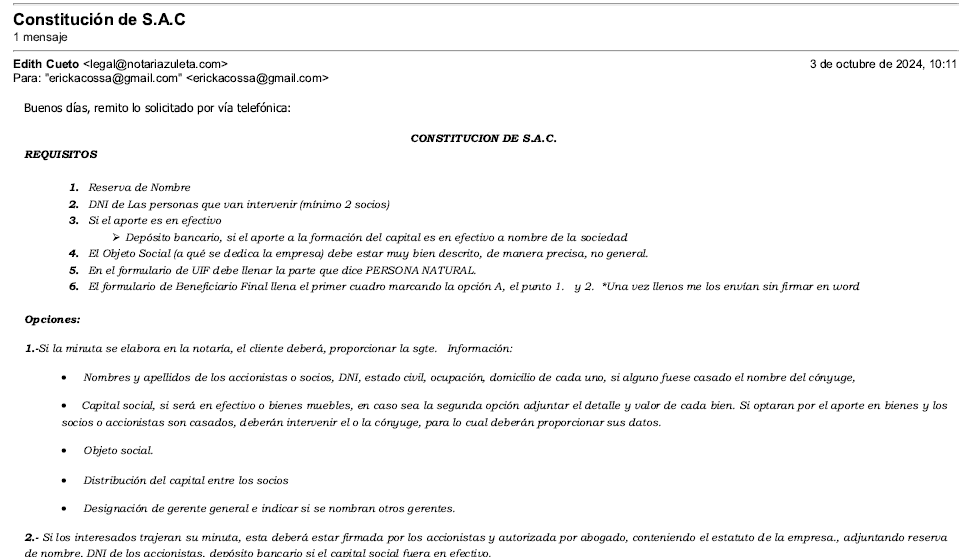 Constitución de S.A.C
1 mensaje
Edith Cueto <legal@notariazuleta.com> 3 de octubre de 2024, 10:11
Para: "erickacossa@gmail.com" <erickacossa@gmail.com>
Buenos días, remito lo solicitado por vía telefónica:
CONSTITUCION DE S.A.C.
REQUISITOS
1. Reserva de Nombre
2. DNI de Las personas que van intervenir (mínimo 2 socios)
3. Si el aporte es en efectivo
➢ Depósito bancario, si el aporte a la formación del capital es en efectivo a nombre de la sociedad
4. El Objeto Social (a qué se dedica la empresa) debe estar muy bien descrito, de manera precisa, no general.
5. En el formulario de UIF debe llenar la parte que dice PERSONA NATURAL.
6. El formulario de Beneficiario Final llena el primer cuadro marcando la opción A, el punto 1. y 2. *Una vez llenos me los envían sin firmar en word
Opciones:
1.-Si la minuta se elabora en la notaría, el cliente deberá, proporcionar la sgte. Información:
• Nombres y apellidos de los accionistas o socios, DNI, estado civil, ocupación, domicilio de cada uno, si alguno fuese casado el nombre del cónyuge,
• Capital social, si será en efectivo o bienes muebles, en caso sea la segunda opción adjuntar el detalle y valor de cada bien. Si optaran por el aporte en bienes y los
socios o accionistas son casados, deberán intervenir el o la cónyuge, para lo cual deberán proporcionar sus datos.
• Objeto social.
• Distribución del capital entre los socios
• Designación de gerente general e indicar si se nombran otros gerentes.
2.- Si los interesados trajeran su minuta, esta deberá estar firmada por los accionistas y autorizada por abogado, conteniendo el estatuto de la empresa., adjuntando reserva
de nombre, DNI de los accionistas, depósito bancario si el capital social fuera en efectivo.